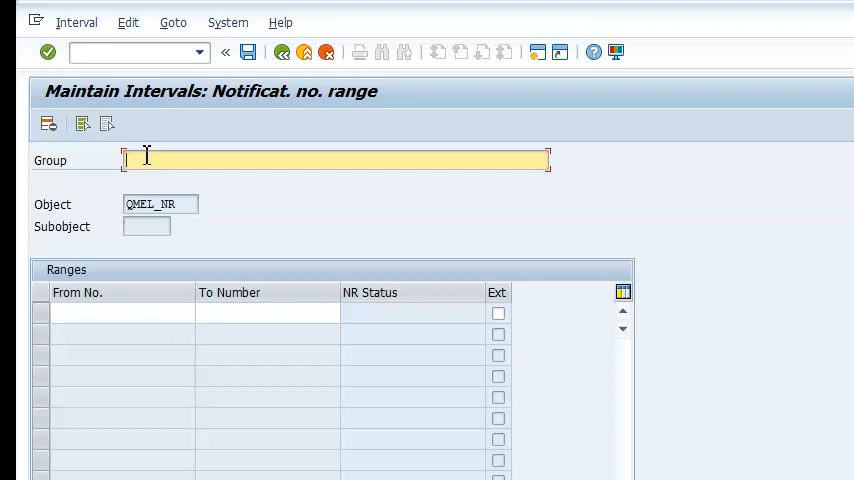 Interval Edit Goto System Help
Maintain Intervals: Notificat. no. range
Group
Object QMEL_NR
Subobject
Ranges
From No. To Number NR Status Ext